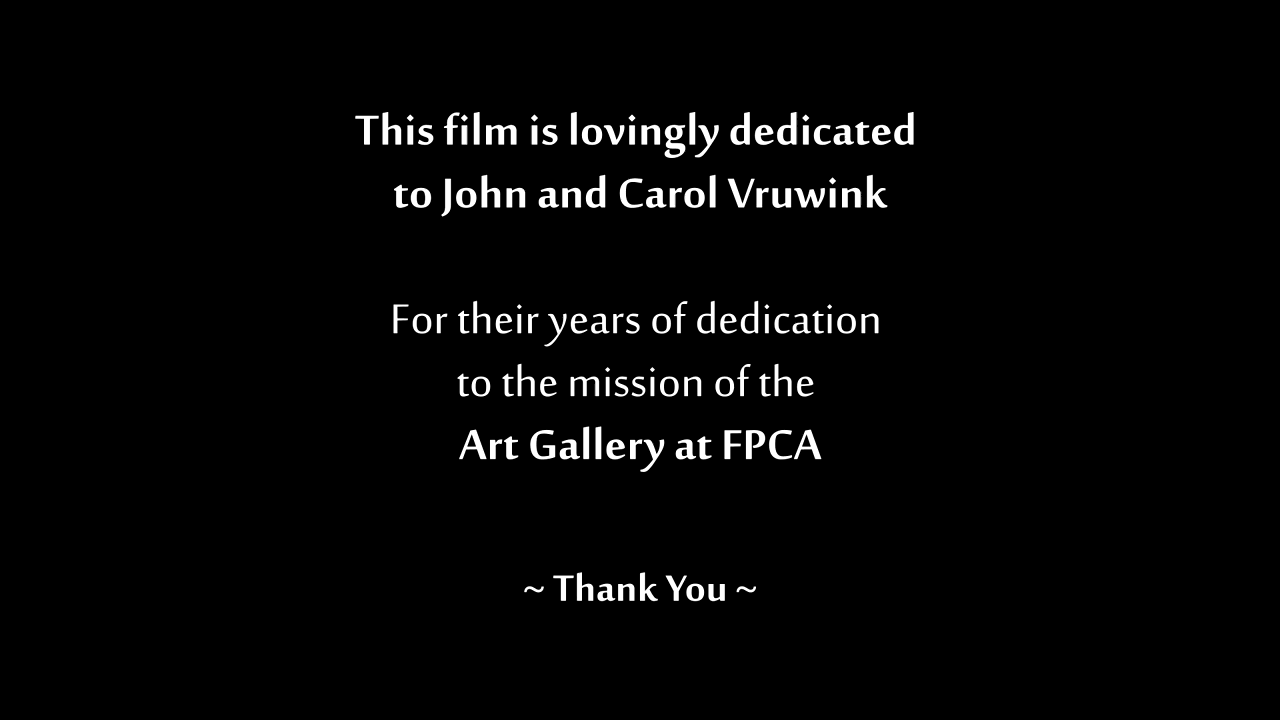 This film is lovingly dedicated
to John and Carol Vruwink
For their years of dedication
to the mission of the
Art Gallery at FPCA
~ Thank You ~